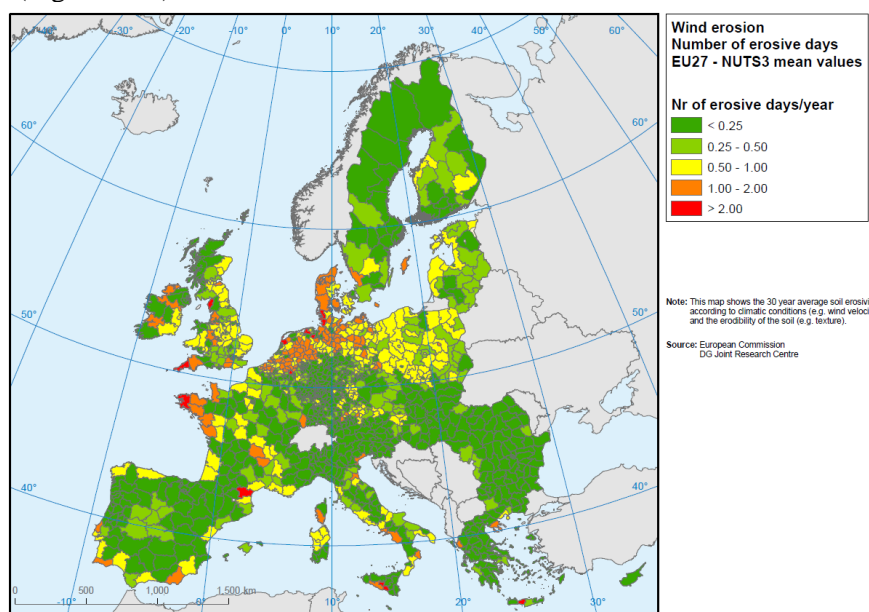 -30°
-20°
-10°
0°
10°
20°
30°
40°
50°
60°
60°
60°
50°
50°
40°
40°
0
500
1,000
1,500 km
-10°
0°
10°
20°
30°
Wind erosion
Number of erosive days
EU27 - NUTS3 mean values
Nr of erosive days/year
< 0.25
0.25 - 0.50
0.50 - 1.00
1.00 - 2.00
> 2.00
Note: This map shows the 30 year average soil erosivi
according to climatic conditions (e.g. wind veloci
and the erodibility of the soil (e.g. texture).
Source: European Commission
DG Joint Research Centre